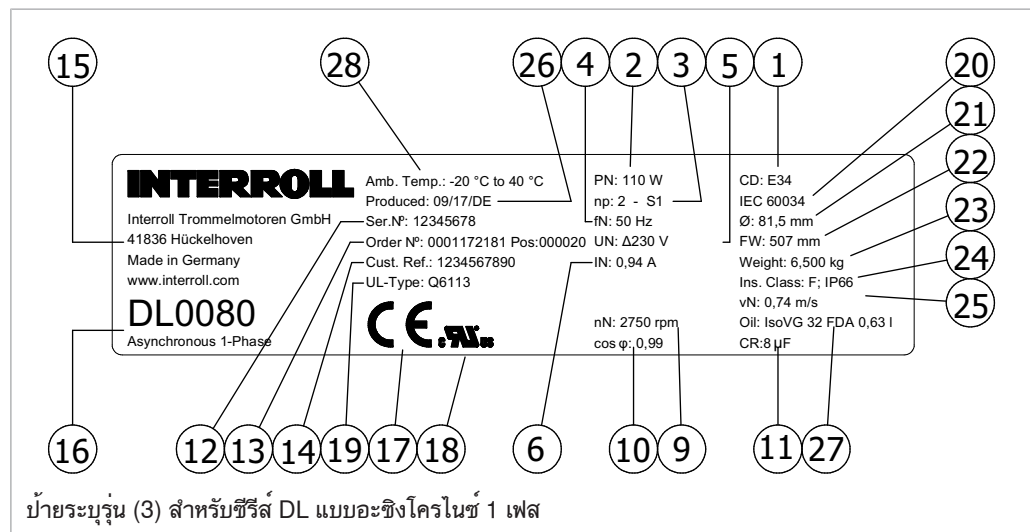 15 28 26 4 2 3 5 1 20
21
22
23
24
25
INTERROLL
Interroll Trommelmotoren GmbH
41836 Hückelhoven
Made in Germany
www.interroll.com
DL0080
Asynchronous 1-Phase
Amb. Temp.: -20 °C to 40 °C
Produced: 09/17/DE
Ser.Nº: 12345678
Order Nº: 0001172181 Pos:000020
Cust. Ref.: 1234567890
UL-Type: Q6113
CE c RU us
PN: 110 W
np: 2 - S1
fN: 50 Hz
UN: Δ230 V
IN: 0,94 A
nN: 2750 rpm
cos φ: 0,99
CD: E34
IEC 60034
Ø: 81,5 mm
FW: 507 mm
Weight: 6,500 kg
Ins. Class: F; IP66
vN: 0,74 m/s
Oil: IsoVG 32 FDA 0,63 l
CR:8 µF
16 12 13 14 19 17 18 6 10 9 11 27
ป้ายระบุรุ่น (3) สำหรับซีรีส์ DL แบบอะซิงโครไนซ์ 1 เฟส